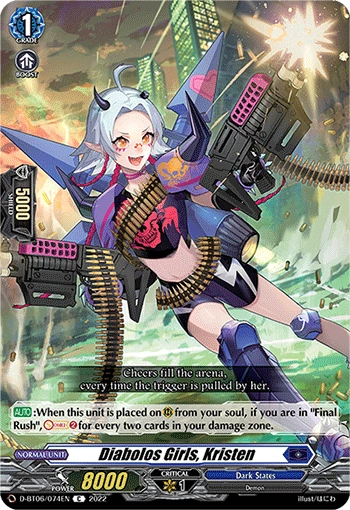 1
GRADE
BOOST
5000
SHIELD
Cheers fill the arena,
every time the trigger is pulled by her.
AUTO:When this unit is placed on from your soul, if you are in "Final
Rush", 2 for every two cards in your damage zone.
NORMAL UNIT
Diabolos Girls, Kristen
D-BT06/074EN C 2022
POWER 8000
CRITICAL
1
Dark States
Demon
illust/はにわ